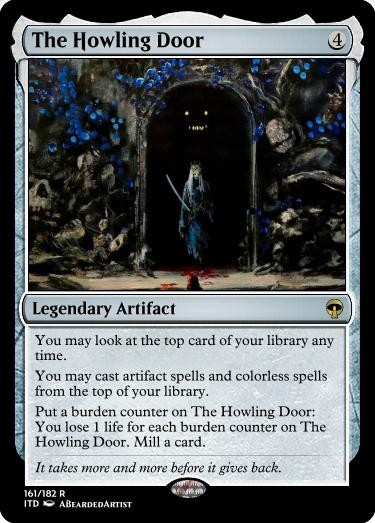 The Howling Door 4
Legendary Artifact
You may look at the top card of your library any
time.
You may cast artifact spells and colorless spells
from the top of your library.
Put a burden counter on The Howling Door:
You lose 1 life for each burden counter on The
Howling Door. Mill a card.
It takes more and more before it gives back.
161/182 R
ITD ABeardedArtist